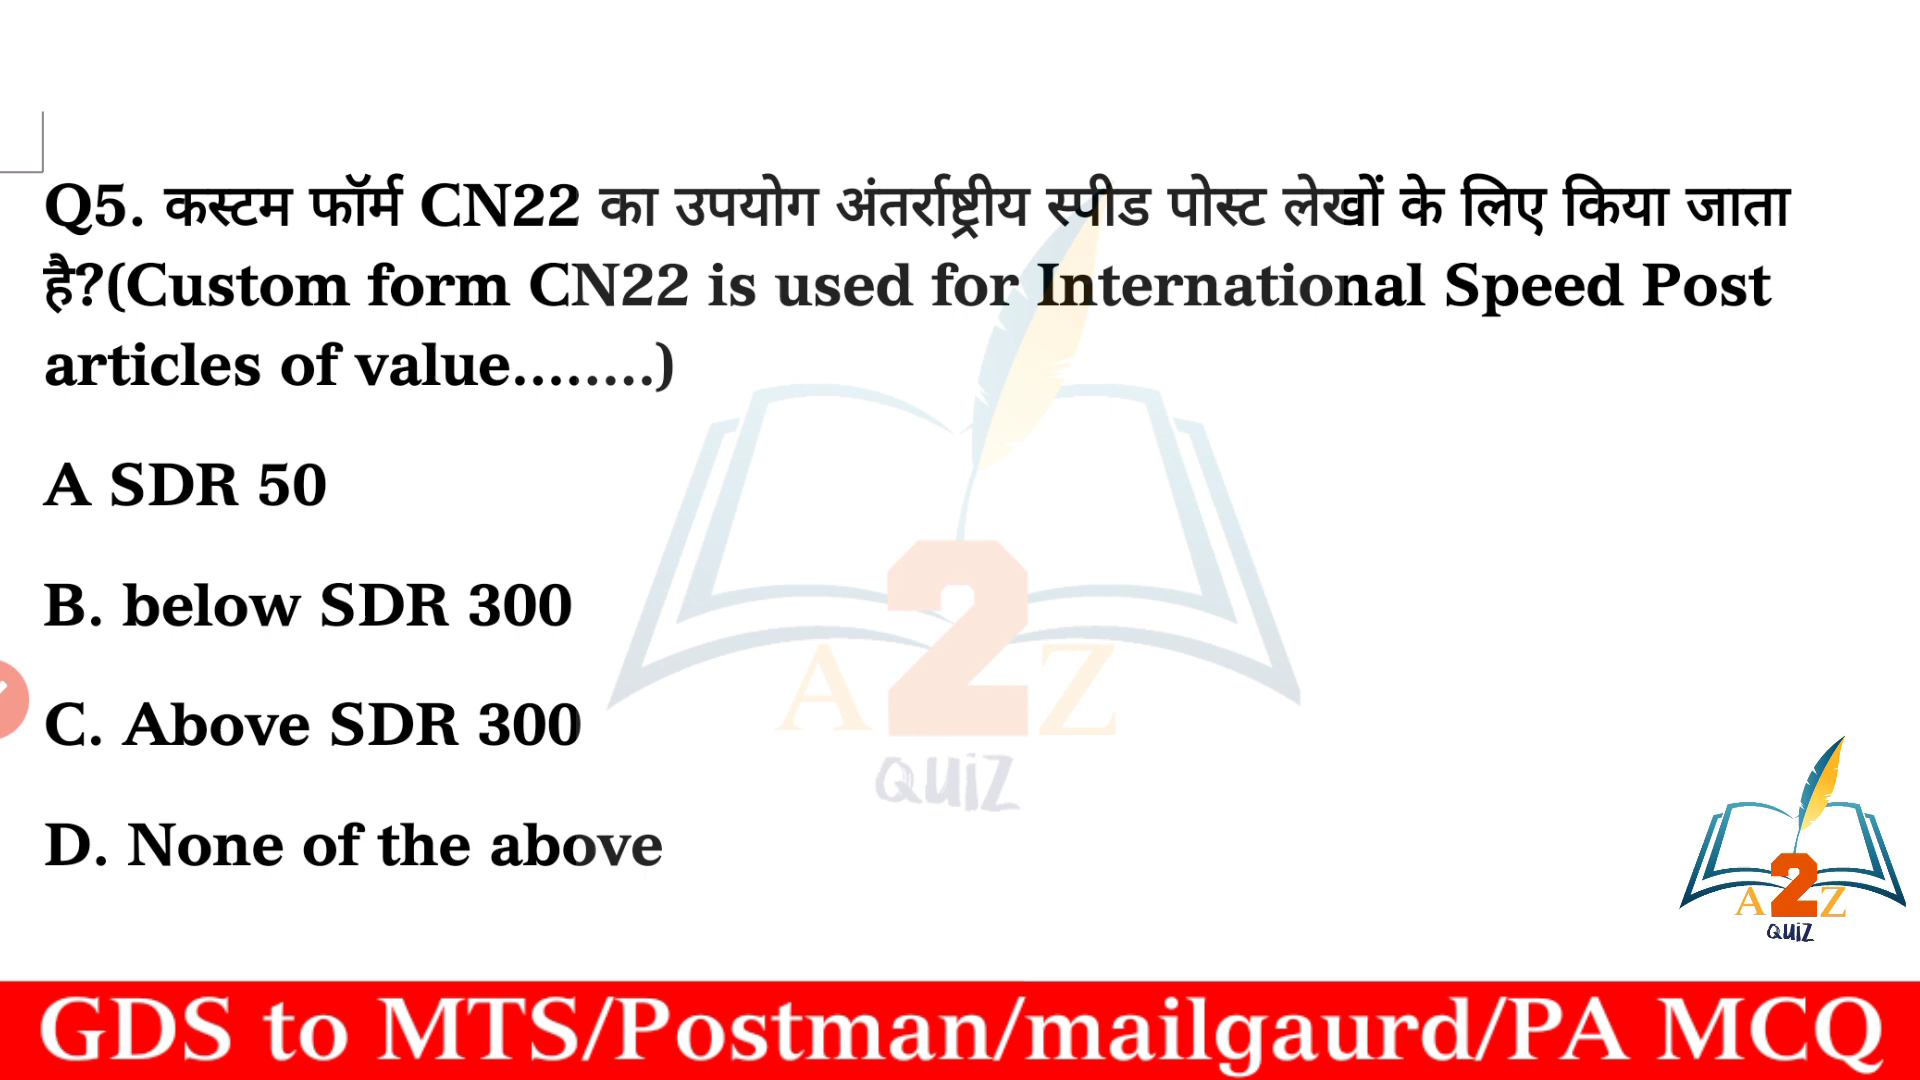 Q5. कस्टम फॉर्म CN22 का उपयोग अंतर्राष्ट्रीय स्पीड पोस्ट लेखों के लिए किया जाता
है?(Custom form CN22 is used for International Speed Post
articles of value........)
A SDR 50
B. below SDR 300
C. Above SDR 300
D. None of the above
A 2 Z
QUiZ
A 2 Z
QUiZ
GDS to MTS/Postman/mailgaurd/PA MCQ